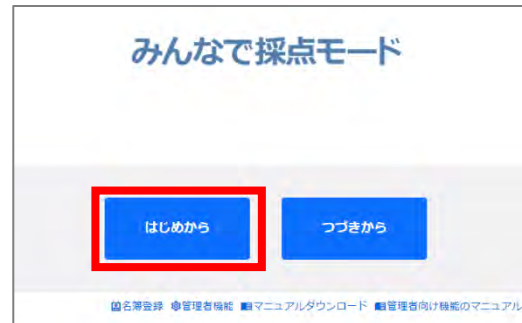 みんなで採点モード
はじめから つづきから
名簿登録 管理者機能 マニュアルダウンロード 管理者向け機能のマニュアル